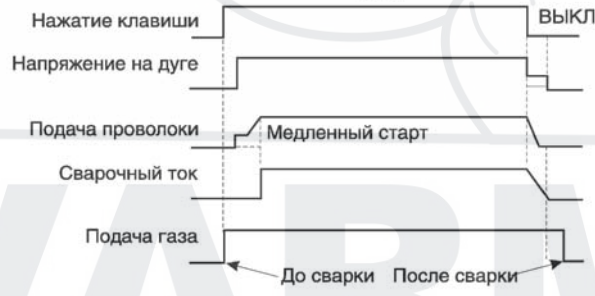 Нажатие клавиши
ВЫКЛ
Напряжение на дуге
Подача проволоки
Медленный старт
Сварочный ток
Подача газа
До сварки
После сварки